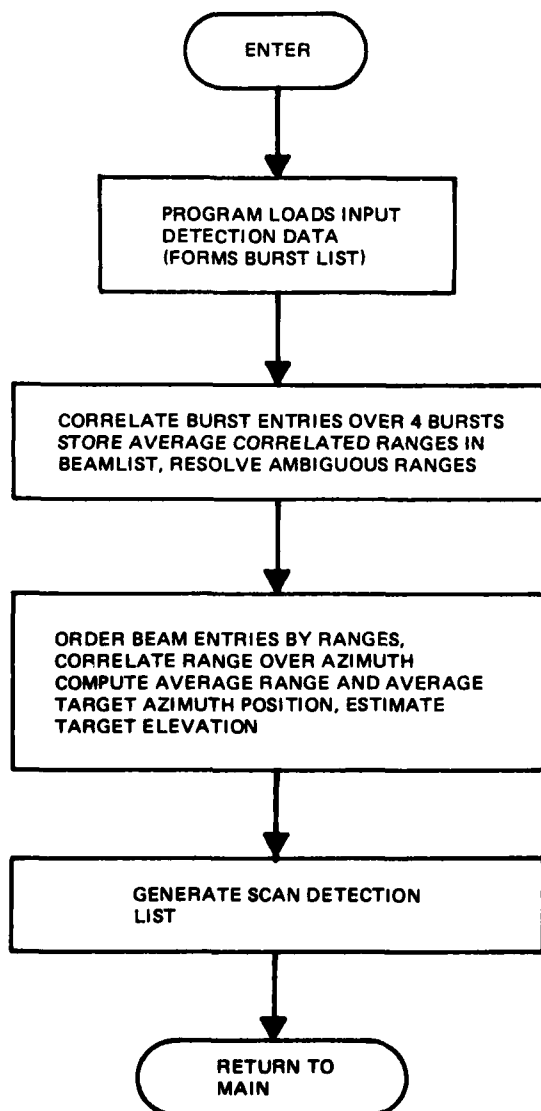 ENTER
PROGRAM LOADS INPUT
DETECTION DATA
(FORMS BURST LIST)
CORRELATE BURST ENTRIES OVER 4 BURSTS
STORE AVERAGE CORRELATED RANGES IN
BEAMLIST, RESOLVE AMBIGUOUS RANGES
ORDER BEAM ENTRIES BY RANGES,
CORRELATE RANGE OVER AZIMUTH
COMPUTE AVERAGE RANGE AND AVERAGE
TARGET AZIMUTH POSITION, ESTIMATE
TARGET ELEVATION
GENERATE SCAN DETECTION
LIST
RETURN TO
MAIN